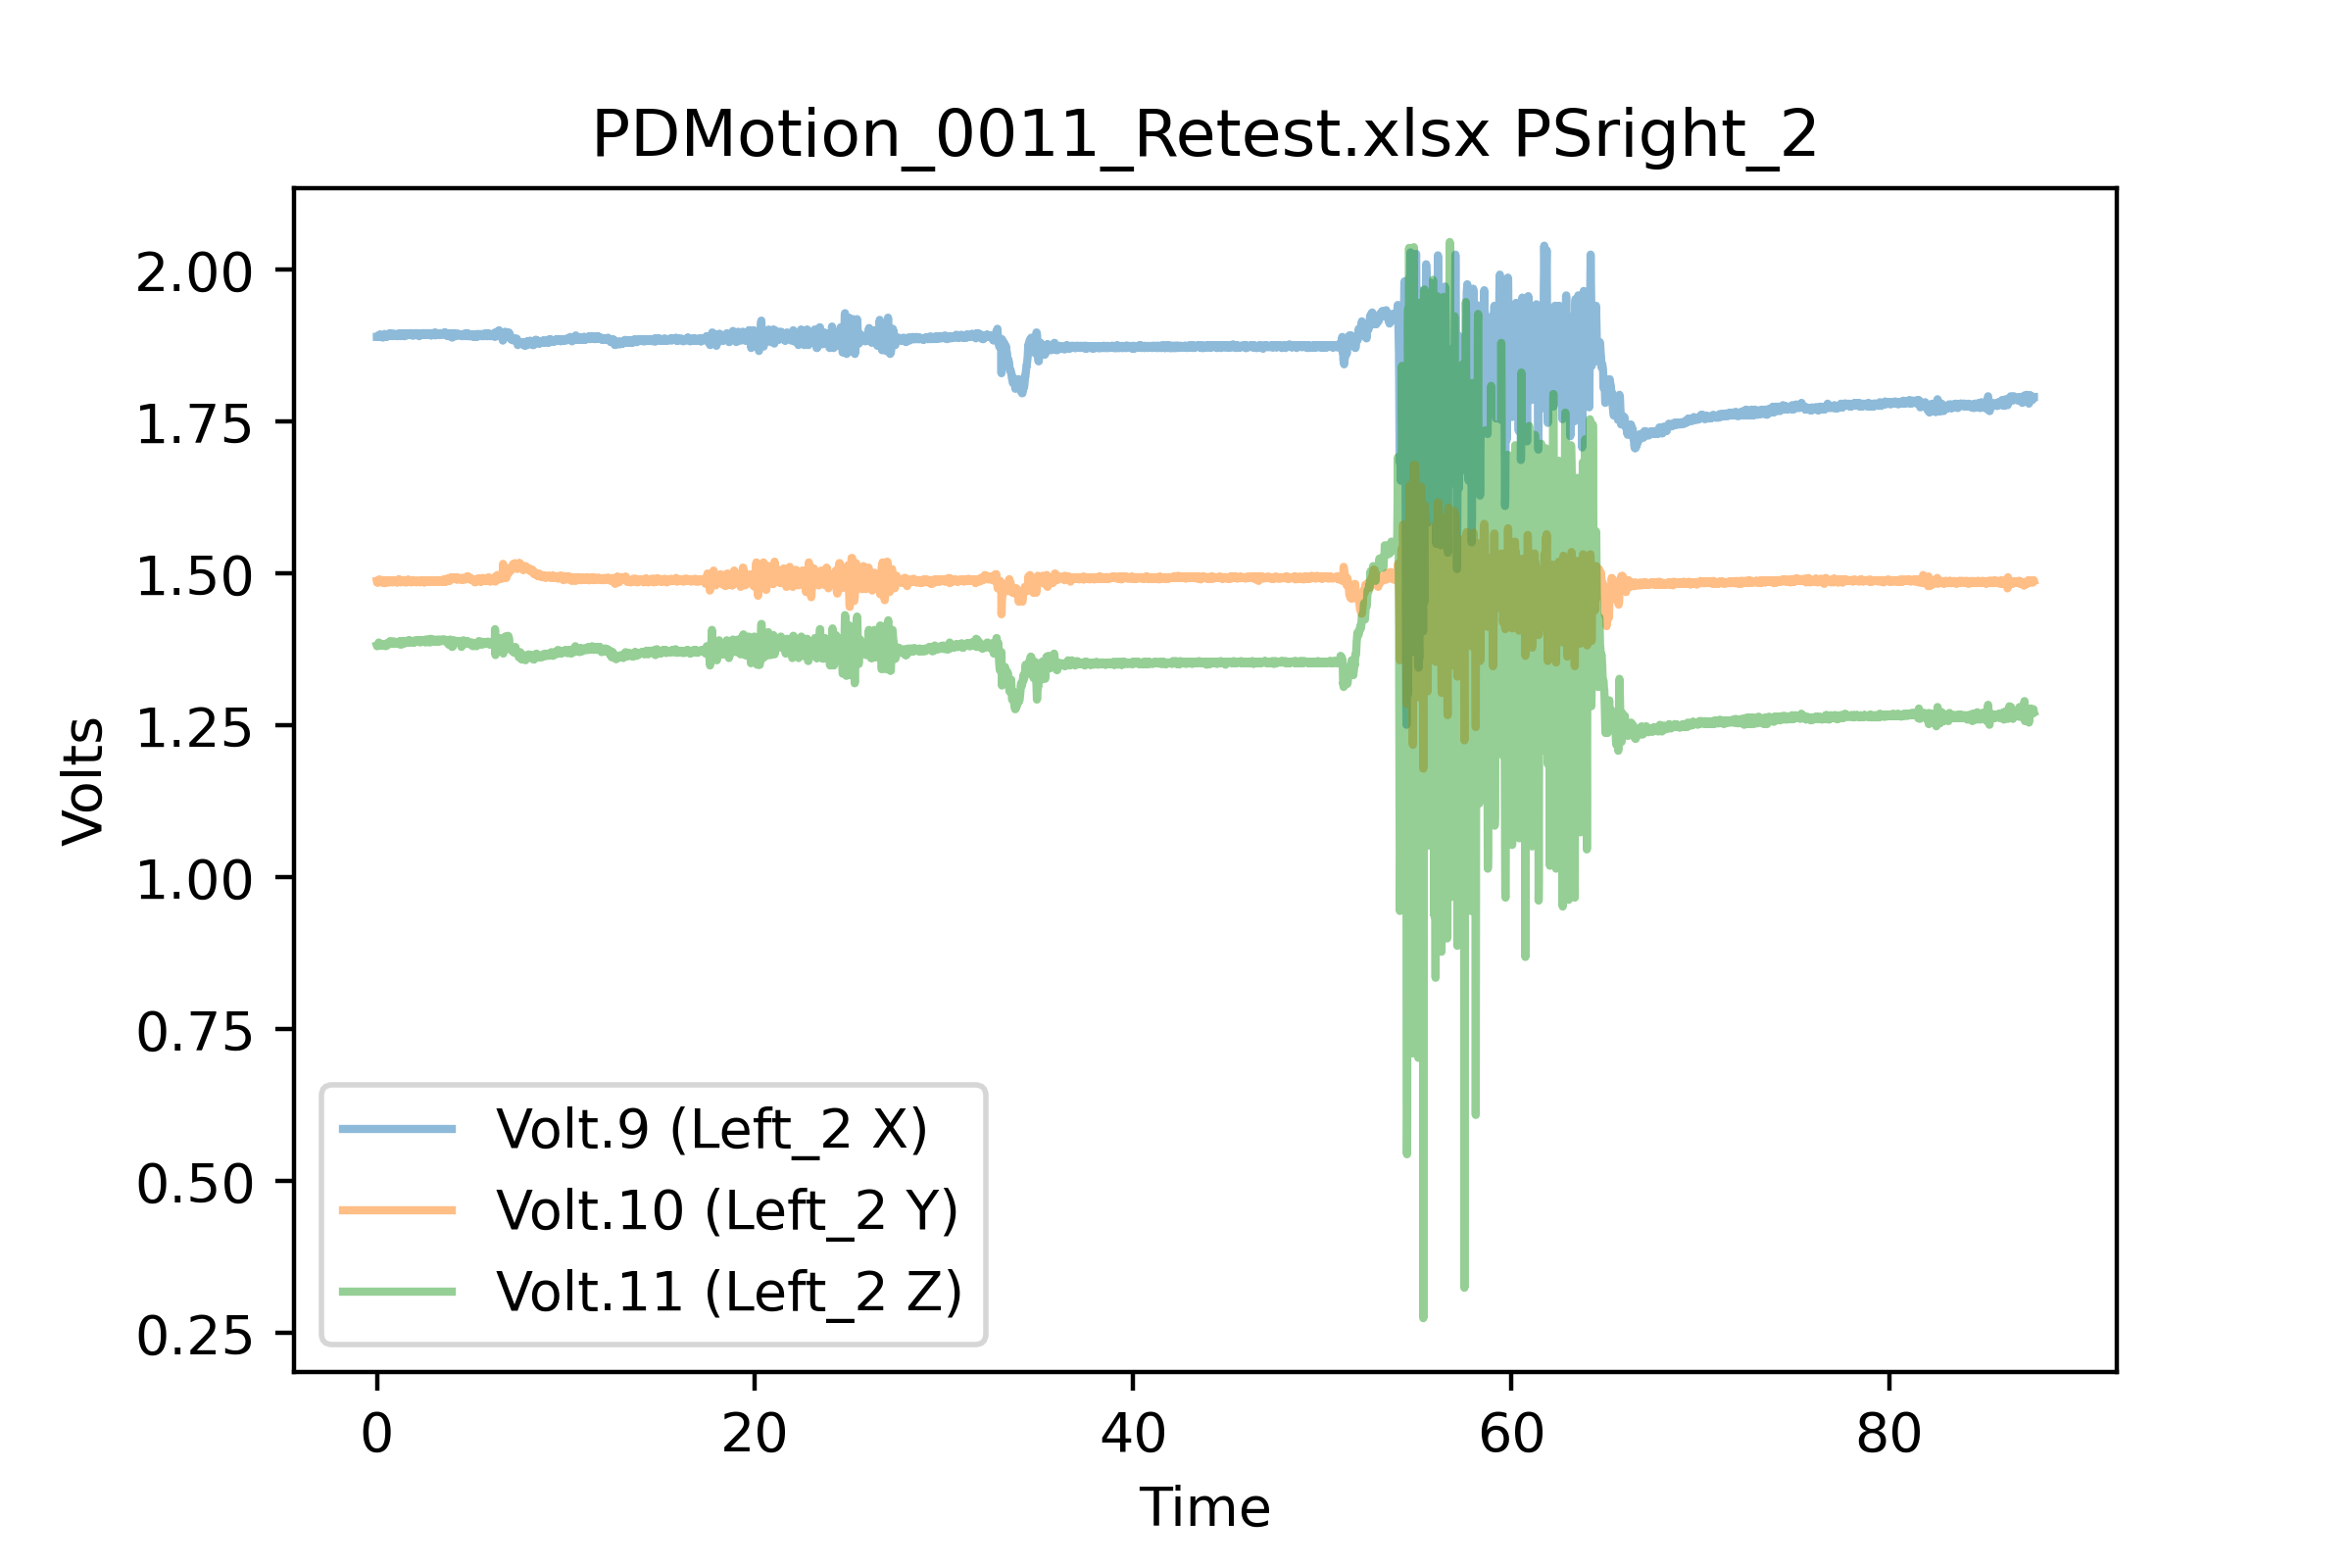 PDMotion_0011_Retest.xlsx PSright_2
2.00
1.75
1.50
1.25
1.00
0.75
0.50
0.25
Volts
Volt.9 (Left_2 X)
Volt.10 (Left_2 Y)
Volt.11 (Left_2 Z)
0 20 40 60 80
Time